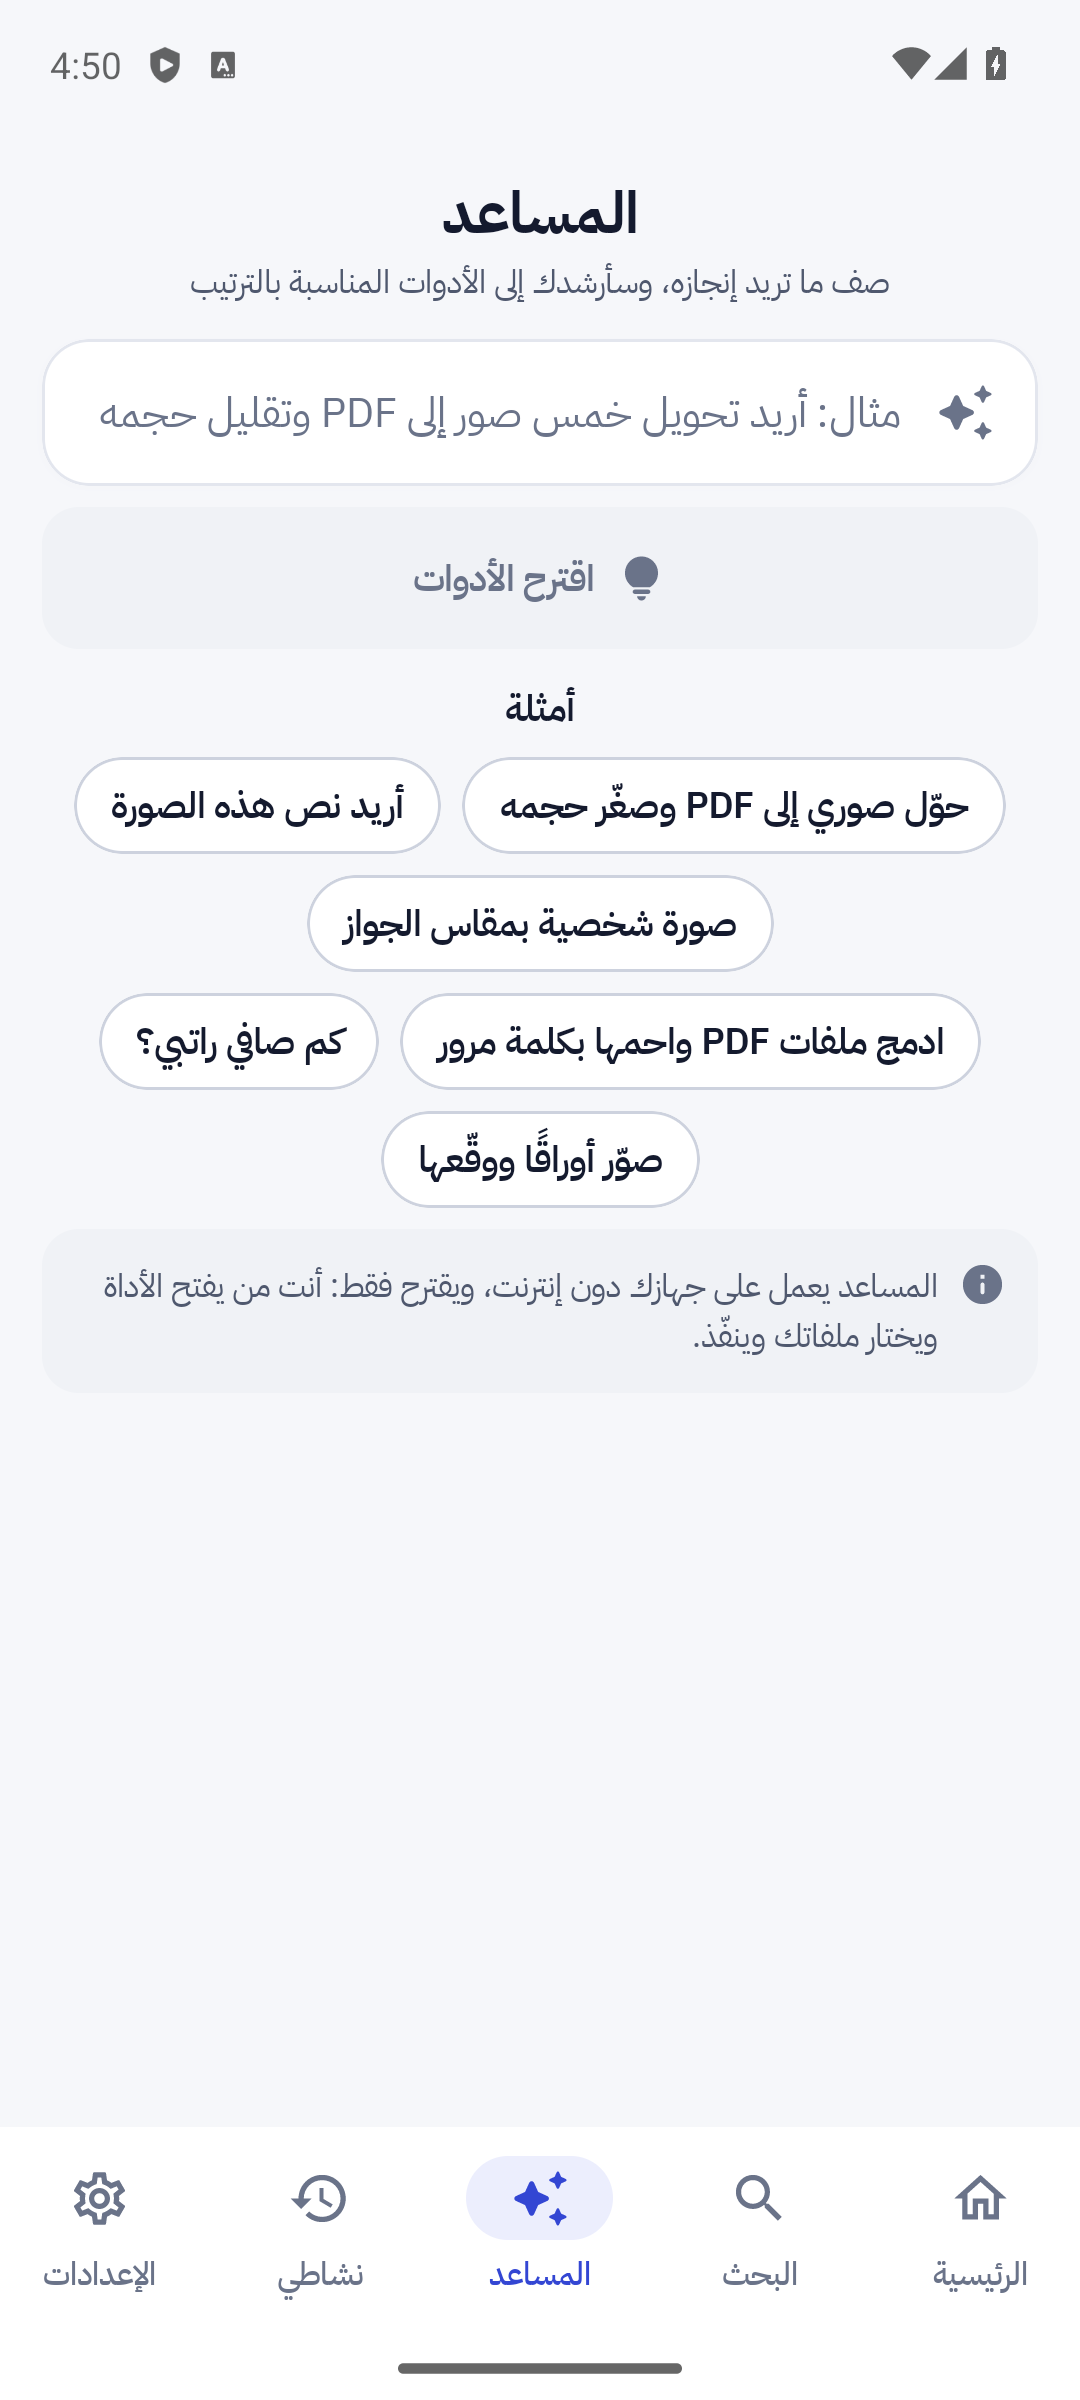 4:50
المساعد
صف ما تريد إنجازه، وسأرشدك إلى الأدوات المناسبة بالترتيب
مثال: أريد تحويل خمس صور إلى PDF وتقليل حجمه
اقترح الأدوات
أمثلة
حوّل صوري إلى PDF وصغّر حجمه
أريد نص هذه الصورة
صورة شخصية بمقاس الجواز
ادمج ملفات PDF واحمها بكلمة مرور
كم صافي راتبي؟
صوّر أوراقًا ووقّعها
المساعد يعمل على جهازك دون إنترنت، ويقترح فقط: أنت من يفتح الأداة
ويختار ملفاتك وينفّذ.
الرئيسية
البحث
المساعد
نشاطي
الإعدادات